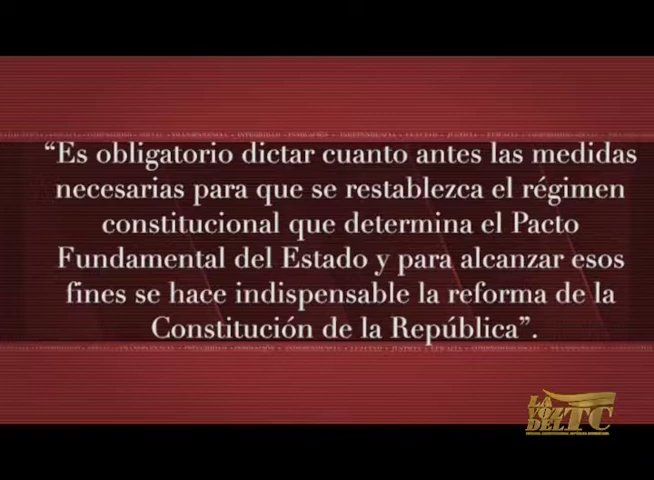 “Es obligatorio dictar cuanto antes las medidas
necesarias para que se restablezca el régimen
constitucional que determina el Pacto
Fundamental del Estado y para alcanzar esos
fines se hace indispensable la reforma de la
Constitución de la República”.
LA
VOZ
DEL TC